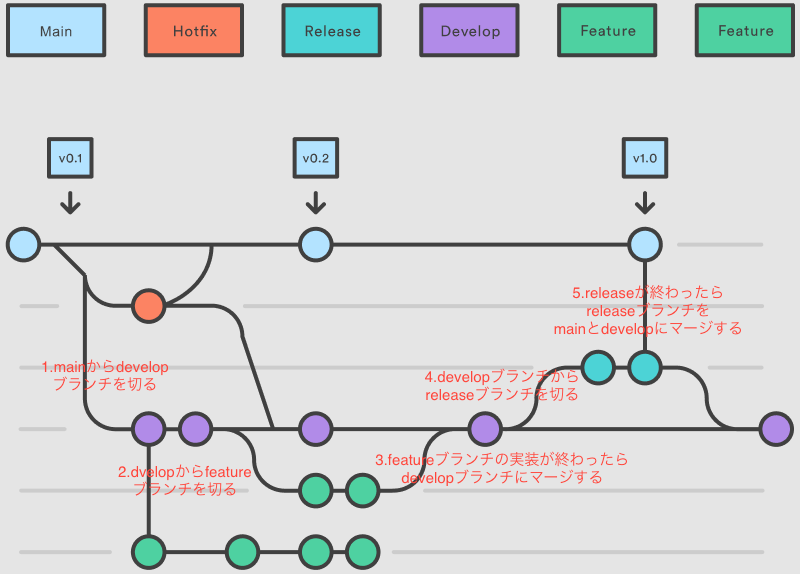 Main
Hotfix
Release
Develop
Feature
Feature
v0.1
v0.2
v1.0
1.mainからdevelop
ブランチを切る
2.dvelopからfeature
ブランチを切る
3.featureブランチの実装が終わったら
developブランチにマージする
4.developブランチから
releaseブランチを切る
5.releaseが終わったら
releaseブランチを
mainとdevelopにマージする